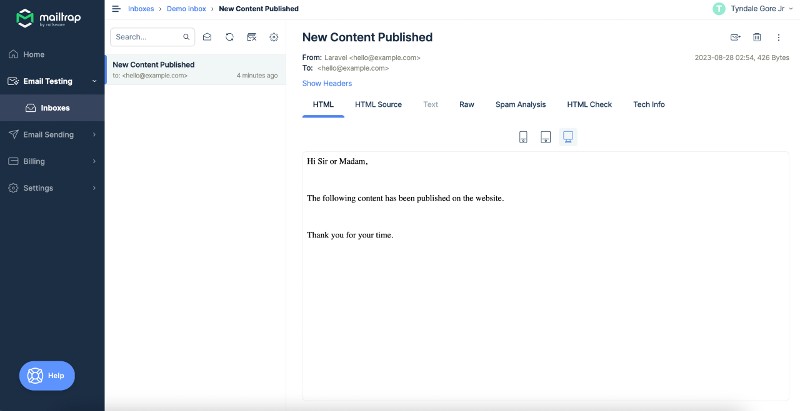 mailtrap
by railsware
Home
Email Testing
Inboxes
Email Sending
Billing
Settings
Help
Inboxes > Demo inbox > New Content Published
Tyndale Gore Jr
T
Search...
New Content Published
to: <hello@example.com> 4 minutes ago
New Content Published
From: Laravel <hello@example.com>
2023-08-28 02:54, 426 Bytes
To: <hello@example.com>
Show Headers
HTML HTML Source Text Raw Spam Analysis HTML Check Tech Info
Hi Sir or Madam,
The following content has been published on the website.
Thank you for your time.